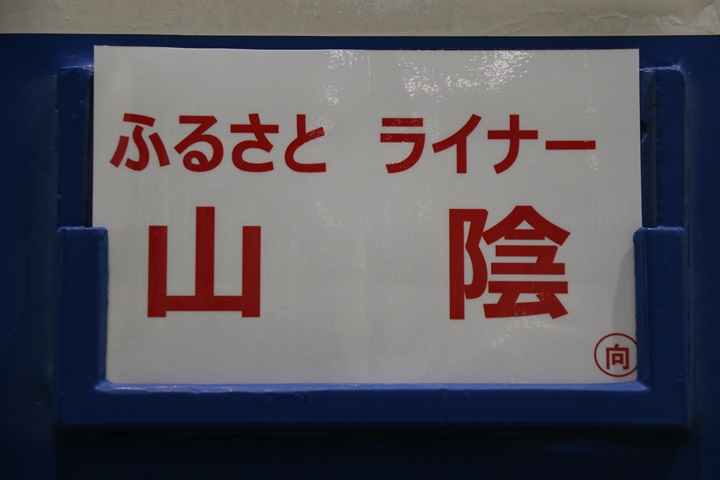 ふるさと ライナー
山 陰
向